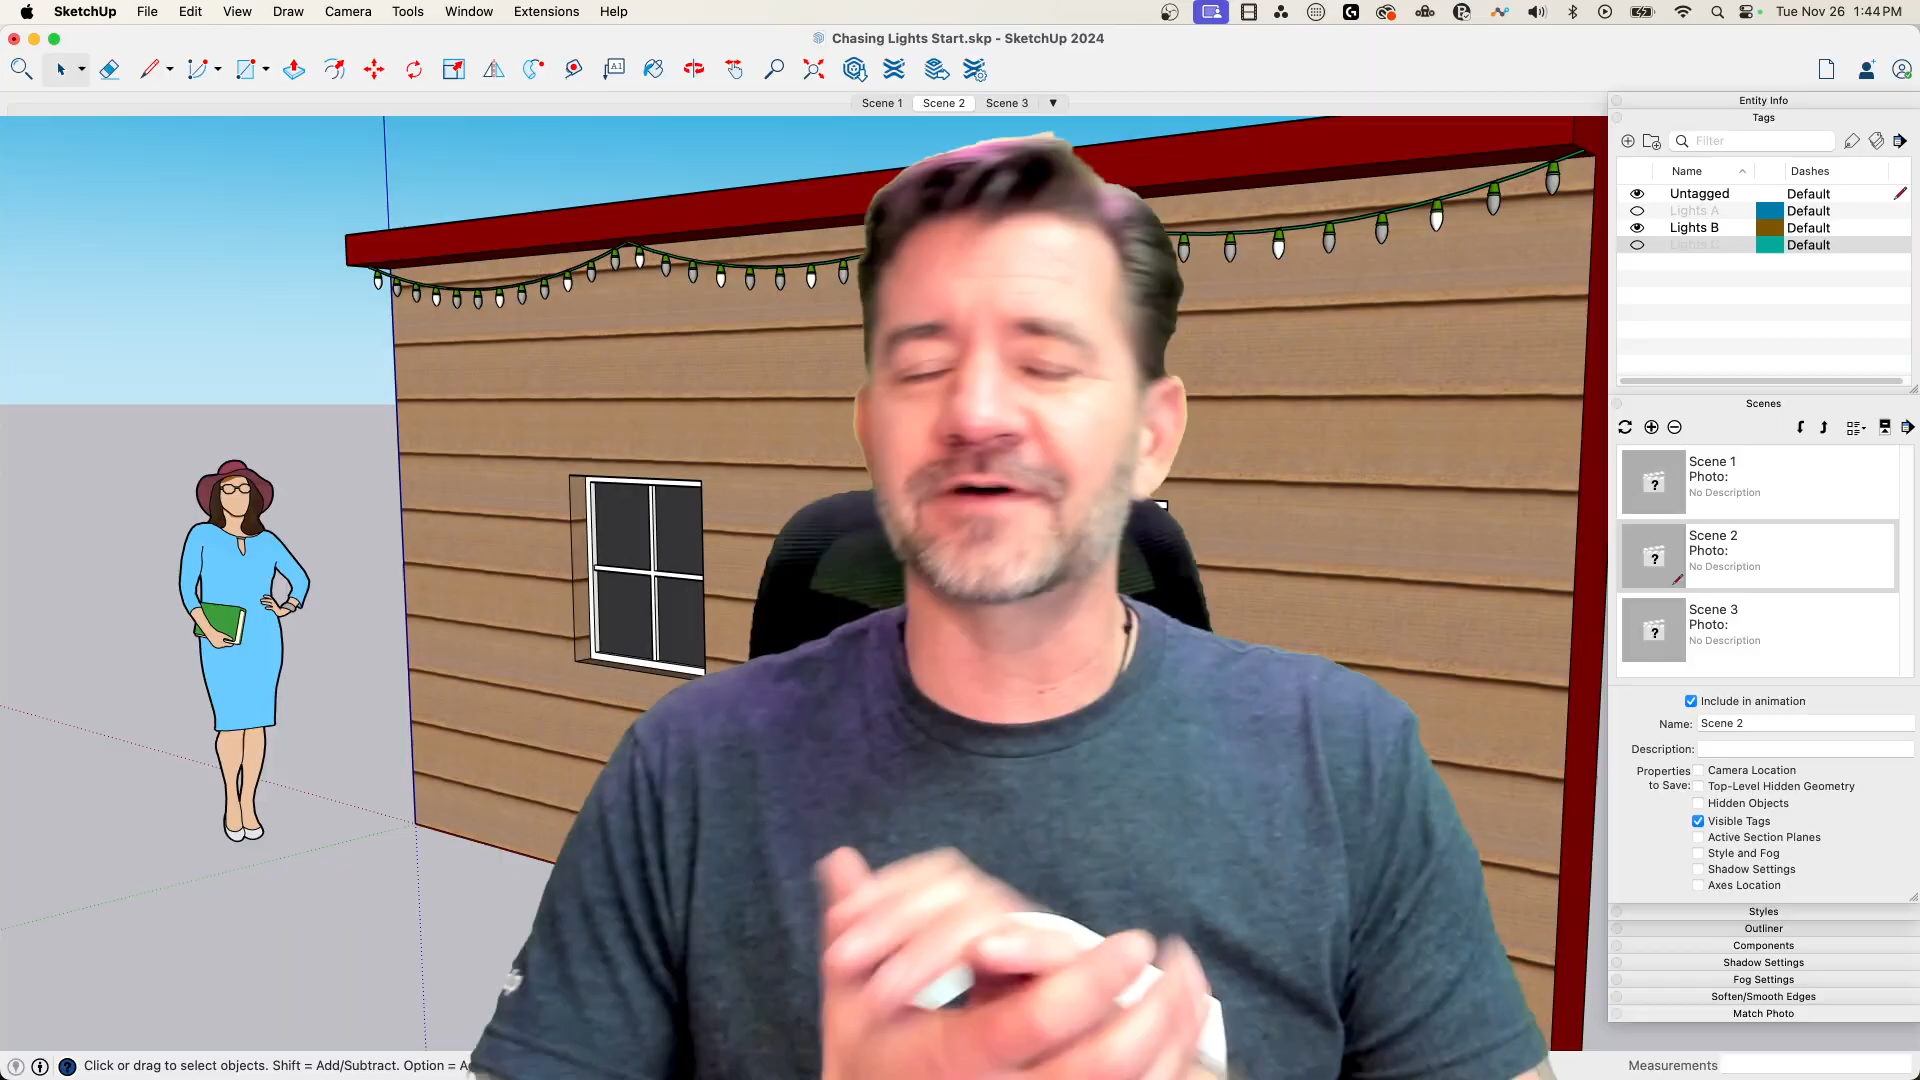 SketchUp File Edit View Draw Camera Tools Window Extensions Help
Tue Nov 26 1:44 PM
Chasing Lights Start.skp - SketchUp 2024
A1
Scene 1 Scene 2 Scene 3
Entity Info
Tags
Filter
Name Dashes
Untagged Default
Lights A Default
Lights B Default
Lights C Default
Scenes
Scene 1
Photo:
No Description
Scene 2
Photo:
No Description
Scene 3
Photo:
No Description
Include in animation
Name: Scene 2
Description:
Properties to Save:
Camera Location
Top-Level Hidden Geometry
Hidden Objects
Visible Tags
Active Section Planes
Style and Fog
Shadow Settings
Axes Location
Styles
Outliner
Components
Shadow Settings
Fog Settings
Soften/Smooth Edges
Match Photo
Click or drag to select objects. Shift = Add/Subtract. Option =
Measurements